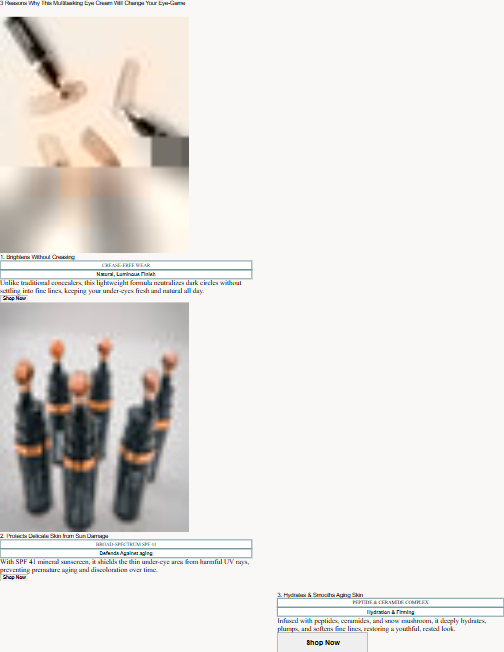 3 Reasons Why This Multitasking Eye Cream Will Change Your Eye-Game
1. Brightens Without Creasing
CREASE-FREE WEAR
Natural, Luminous Finish
Unlike traditional concealers, this lightweight formula neutralizes dark circles without
settling into fine lines, keeping your under-eyes fresh and natural all day.
Shop Now
2. Protects Delicate Skin from Sun Damage
BROAD-SPECTRUM SPF 41
Defends Against aging
With SPF 41 mineral sunscreen, it shields the thin under-eye area from harmful UV rays,
preventing premature aging and discoloration over time.
Shop Now
3. Hydrates & Smooths Aging Skin
PEPTIDE & CERAMIDE COMPLEX
Hydration & Firming
Infused with peptides, ceramides, and snow mushroom, it deeply hydrates,
plumps, and softens fine lines, restoring a youthful, rested look.
Shop Now